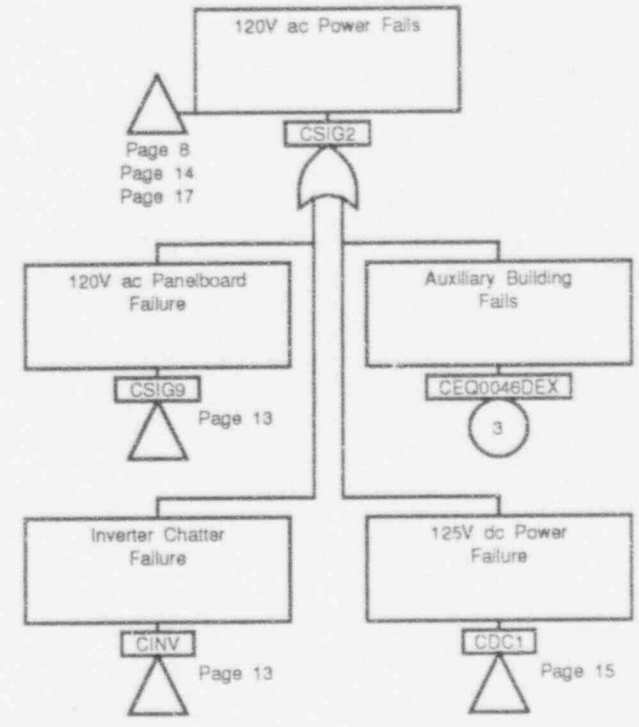 120V ac Power Fails
CSIG2
Page 8
Page 14
Page 17
120V ac Panelboard
Failure
CSIG9
Page 13
Auxiliary Building
Fails
CEQ0046DEX
3
Inverter Chatter
Failure
CINV
Page 13
125V dc Power
Failure
CDC1
Page 15